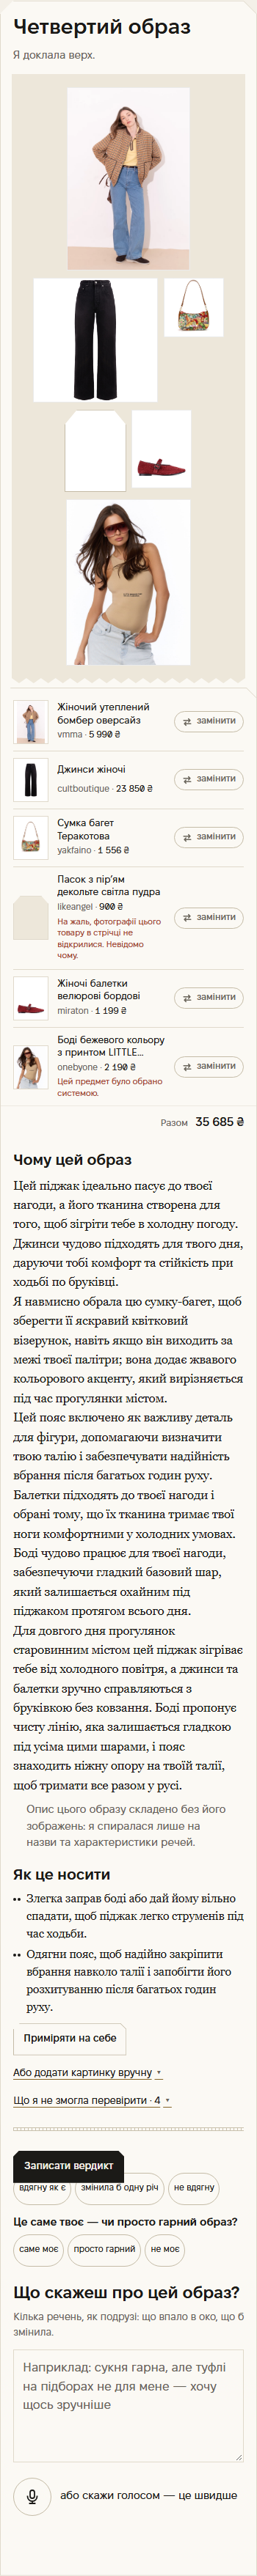 Четвертий образ
Я доклала верх.
Жіночий утеплений
бомбер оверсайз
vmma · 5 990 ₴
замінити
Джинси жіночі
cultboutique · 23 850 ₴
замінити
Сумка багет
Теракотова
yakfaino · 1 556 ₴
замінити
Пасок з пір'ям
декольте світла пудра
likeangel · 900 ₴
На жаль, фотографії цього
товару в стрічці не
відкрилися. Невідомо
чому.
замінити
Жіночі балетки
велюрові бордові
miraton · 1 199 ₴
замінити
Боді бежевого кольору
з принтом LITTLE...
onebyone · 2 190 ₴
Цей предмет було обрано
системою.
замінити
Разом 35 685 ₴
Чому цей образ
Цей піджак ідеально пасує до твоєї
нагоди, а його тканина створена для
того, щоб зігріти тебе в холодну погоду.
Джинси чудово підходять для твого дня,
даруючи тобі комфорт та стійкість при
ходьбі по бруківці.
Я навмисно обрала цю сумку-багет, щоб
зберегти її яскравий квітковий
візерунок, навіть якщо він виходить за
межі твоєї палітри; вона додає жвавого
кольорового акценту, який вирізняється
під час прогулянки містом.
Цей пояс включено як важливу деталь
для фігури, допомагаючи визначити
твою талію і забезпечувати надійність
вбрання після багатьох годин руху.
Балетки підходять до твоєї нагоди і
обрані тому, що їх тканина тримає твої
ноги комфортними у холодних умовах.
Боді чудово працює для твоєї нагоди,
забезпечуючи гладкий базовий шар,
який залишається охайним під
піджаком протягом всього дня.
Для довгого дня прогулянок
старовинним містом цей піджак зігріває
тебе від холодного повітря, а джинси та
балетки зручно справляються з
бруківкою без ковзання. Боді пропонує
чисту лінію, яка залишається гладкою
під усіма цими шарами, і пояс
знаходить ніжну опору на твоїй талії,
щоб тримати все разом у русі.
Опис цього образу складено без його
зображень: я спиралася лише на
назву та характеристики речей.
Як це носити
Злегка заправ боді або дай йому вільно
спадати, щоб піджак легко струменів під
час ходьби.
Одягни пояс, щоб надійно закріпити
вбрання навколо талії і запобігти його
розхитуванню після багатьох годин
руху.
Приміряти на себе
Або додати картинку вручну
Що я не змогла перевірити · 4
Записати вердикт
вдягну як є
змінила б одну річ
не вдягну
Це саме твоє — чи просто гарний образ?
саме моє
просто гарний
не моє
Що скажеш про цей образ?
Кілька речень, як подрузі: що впало в око, що б
змінила.
Наприклад: сукня гарна, але туфлі
на підборах не для мене — хочу
щось зручніше
або скажи голосом — це швидше